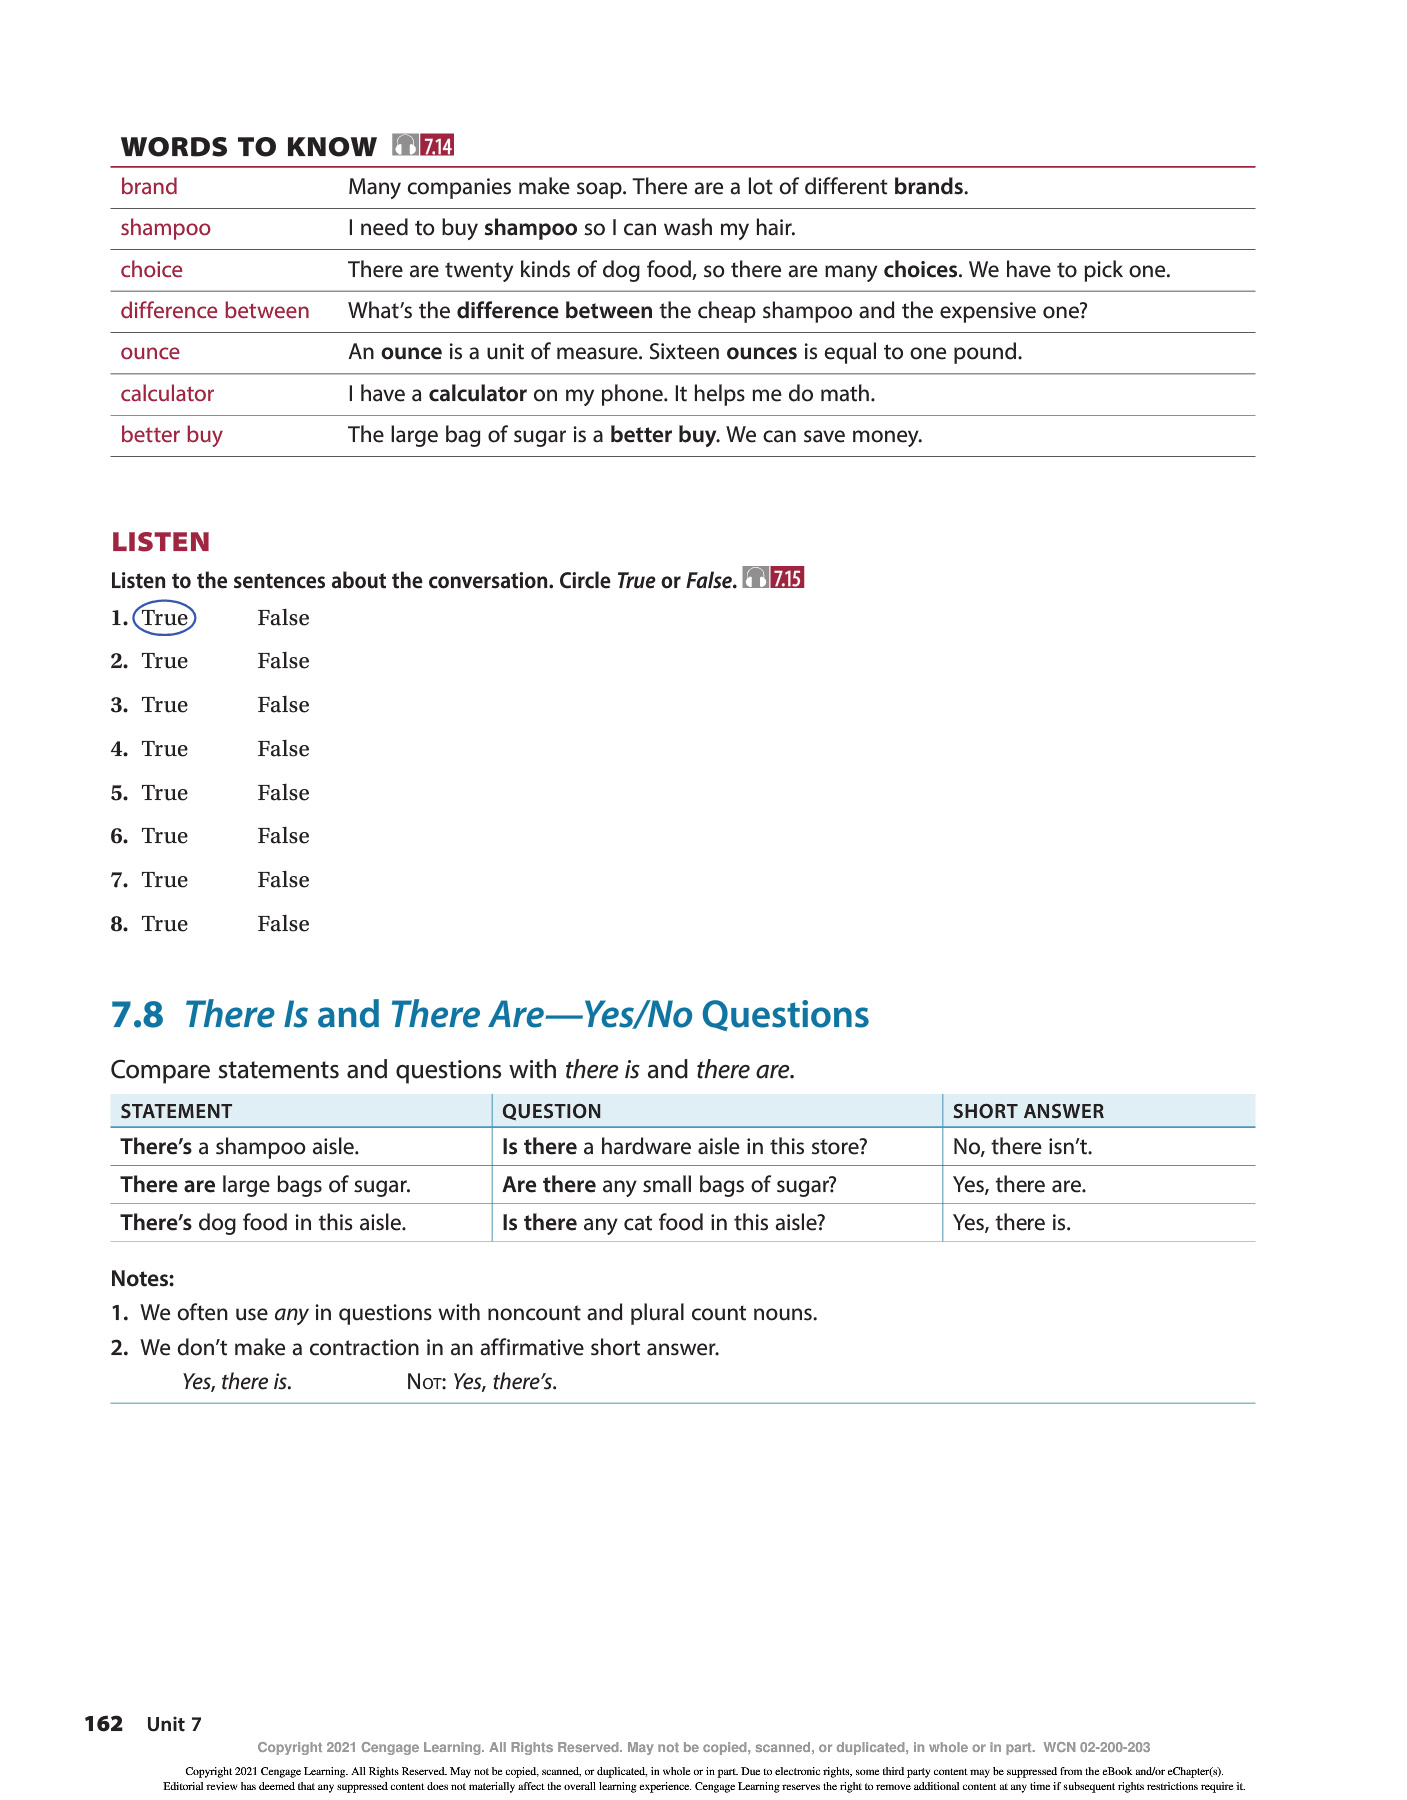 WORDS TO KNOW 7.14
brand Many companies make soap. There are a lot of different brands.
shampoo I need to buy shampoo so I can wash my hair.
choice There are twenty kinds of dog food, so there are many choices. We have to pick one.
difference between What’s the difference between the cheap shampoo and the expensive one?
ounce An ounce is a unit of measure. Sixteen ounces is equal to one pound.
calculator I have a calculator on my phone. It helps me do math.
better buy The large bag of sugar is a better buy. We can save money.
LISTEN
Listen to the sentences about the conversation. Circle True or False. 7.15
1. True False
2. True False
3. True False
4. True False
5. True False
6. True False
7. True False
8. True False
7.8 There Is and There Are—Yes/No Questions
Compare statements and questions with there is and there are.
STATEMENT QUESTION SHORT ANSWER
There’s a shampoo aisle. Is there a hardware aisle in this store? No, there isn’t.
There are large bags of sugar. Are there any small bags of sugar? Yes, there are.
There’s dog food in this aisle. Is there any cat food in this aisle? Yes, there is.
Notes:
1. We often use any in questions with noncount and plural count nouns.
2. We don’t make a contraction in an affirmative short answer.
Yes, there is. NOT: Yes, there’s.
162 Unit 7
Copyright 2021 Cengage Learning. All Rights Reserved. May not be copied, scanned, or duplicated, in whole or in part. WCN 02-200-203
Copyright 2021 Cengage Learning. All Rights Reserved. May not be copied, scanned, or duplicated, in whole or in part. Due to electronic rights, some third party content may be suppressed from the eBook and/or eChapter(s).
Editorial review has deemed that any suppressed content does not materially affect the overall learning experience. Cengage Learning reserves the right to remove additional content at any time if subsequent rights restrictions require it.